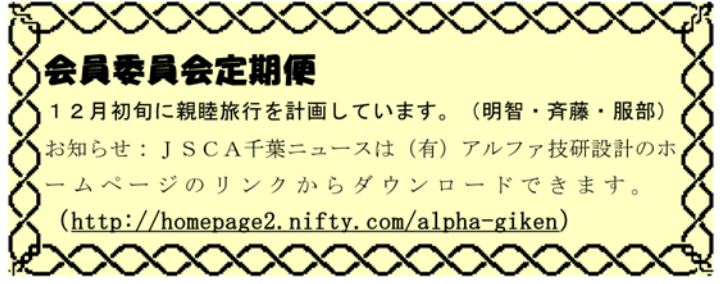 会員委員会定期便
１２月初旬に親睦旅行を計画しています。（明智・斉藤・服部）
お知らせ：ＪＳＣＡ千葉ニュースは（有）アルファ技研設計のホ
ームページのリンクからダウンロードできます。
（http://homepage2.nifty.com/alpha-giken）